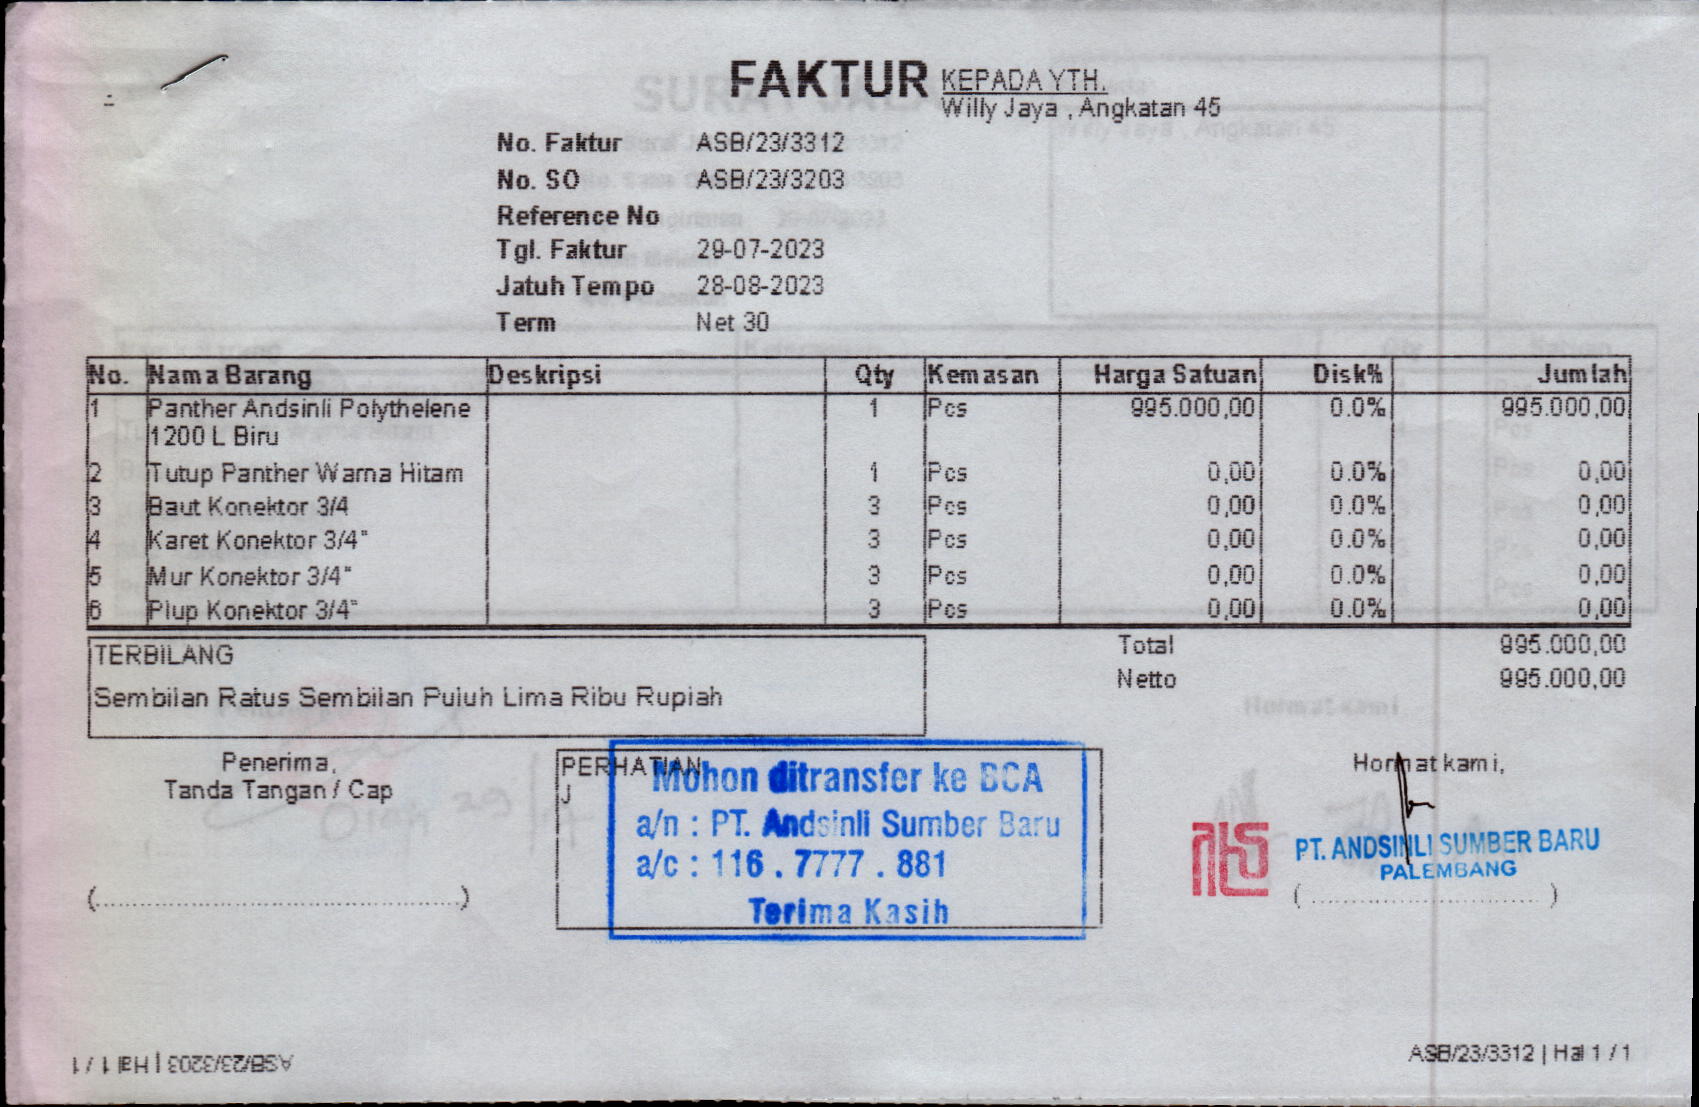 FAKTUR
KEPADA YTH.
Willy Jaya , Angkatan 45
No. Faktur ASB/23/3312
No. SO ASB/23/3203
Reference No
Tgl. Faktur 29-07-2023
Jatuh Tempo 28-08-2023
Term Net 30
No. Nama Barang Deskripsi Qty Kemasan Harga Satuan Disk% Jumlah
1 Panther Andsinli Polythelene 1 Pcs 995.000,00 0.0% 995.000,00
1200 L Biru
2 Tutup Panther Warna Hitam 1 Pcs 0,00 0.0% 0,00
3 Baut Konektor 3/4 3 Pcs 0,00 0.0% 0,00
4 Karet Konektor 3/4" 3 Pcs 0,00 0.0% 0,00
5 Mur Konektor 3/4" 3 Pcs 0,00 0.0% 0,00
6 Plup Konektor 3/4" 3 Pcs 0,00 0.0% 0,00
Total 995.000,00
Netto 995.000,00
TERBILANG
Sembilan Ratus Sembilan Puluh Lima Ribu Rupiah
Penerima,
Tanda Tangan / Cap
PERHATIAN
J
Mohon ditransfer ke BCA
a/n : PT. Andsinli Sumber Baru
a/c : 116 . 7777 . 881
Terima Kasih
Hormat kami,
PT. ANDSINLI SUMBER BARU
PALEMBANG
ASB/23/3203 | Hal 1 / 1
ASB/23/3312 | Hal 1 / 1